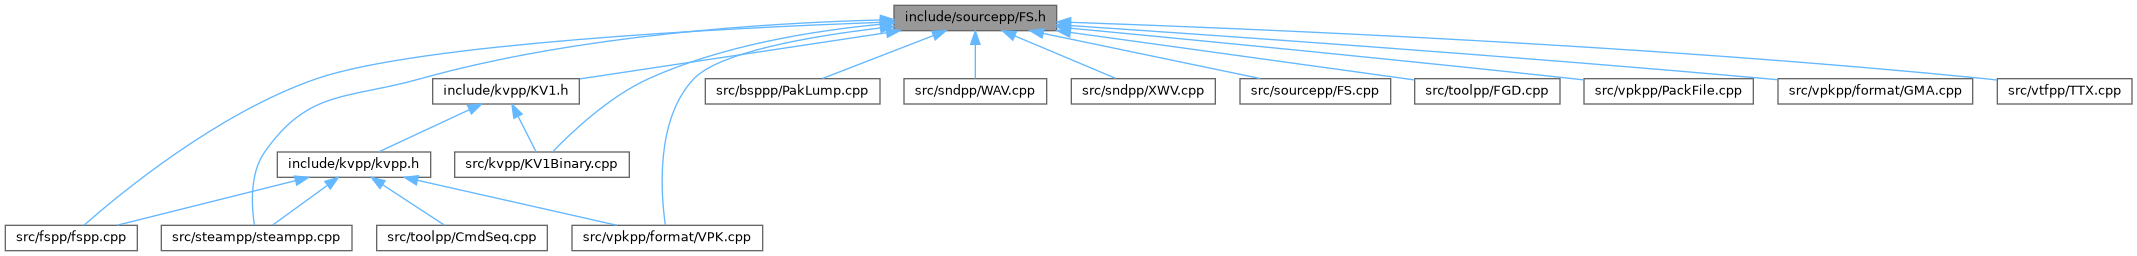 include/sourcepp/FS.h
include/kvpp/KV1.h
src/bsppp/PakLump.cpp
src/sndpp/WAV.cpp
src/sndpp/XWV.cpp
src/sourcepp/FS.cpp
src/toolpp/FGD.cpp
src/vpkpp/PackFile.cpp
src/vpkpp/format/GMA.cpp
src/vtfpp/TTX.cpp
include/kvpp/kvpp.h
src/kvpp/KV1Binary.cpp
src/fspp/fspp.cpp
src/steampp/steampp.cpp
src/toolpp/CmdSeq.cpp
src/vpkpp/format/VPK.cpp